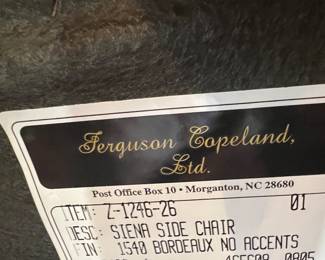 Ferguson Copeland,
Ltd.
Post Office Box 10 • Morganton, NC 28680
ITEM: Z-1246-26 01
DESC: SIENA SIDE CHAIR
FIN 1540 BORDEAUX NO ACCENTS
0805